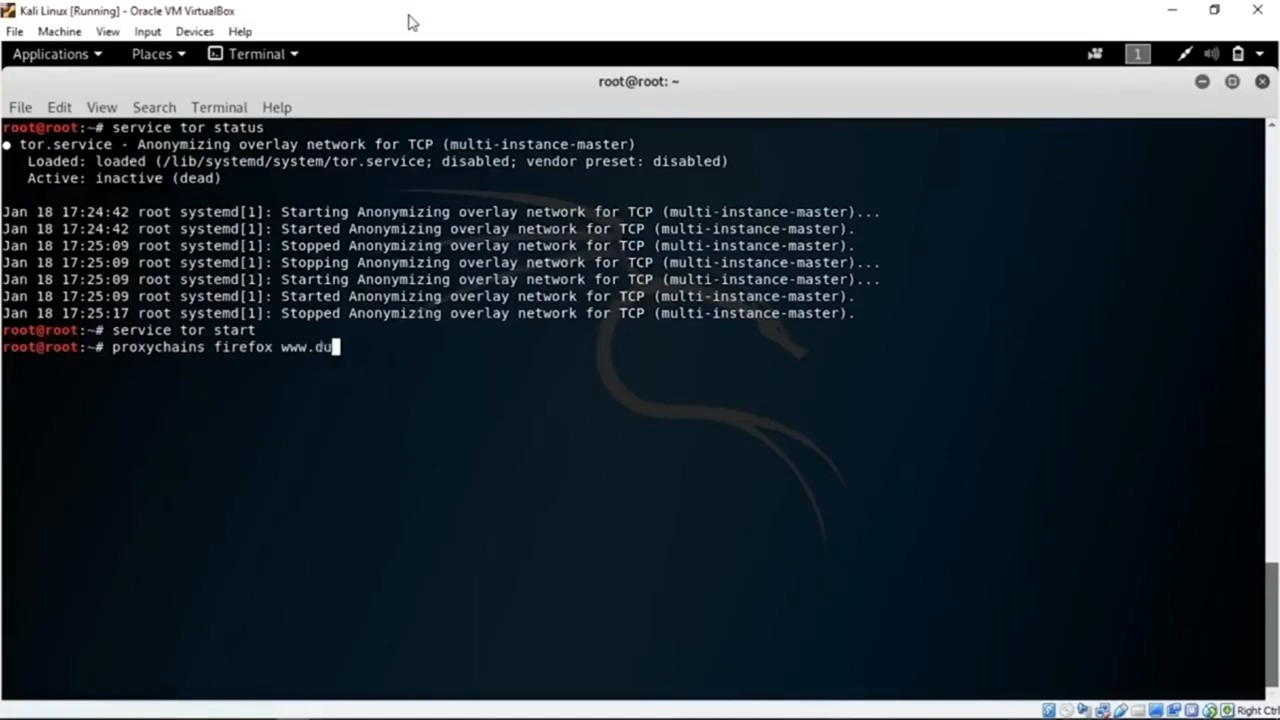 Kali Linux [Running] - Oracle VM VirtualBox
File Machine View Input Devices Help
Applications Places Terminal 1
root@root: ~
File Edit View Search Terminal Help
root@root:~# service tor status
● tor.service - Anonymizing overlay network for TCP (multi-instance-master)
Loaded: loaded (/lib/systemd/system/tor.service; disabled; vendor preset: disabled)
Active: inactive (dead)
Jan 18 17:24:42 root systemd[1]: Starting Anonymizing overlay network for TCP (multi-instance-master)...
Jan 18 17:24:42 root systemd[1]: Started Anonymizing overlay network for TCP (multi-instance-master).
Jan 18 17:25:09 root systemd[1]: Stopped Anonymizing overlay network for TCP (multi-instance-master).
Jan 18 17:25:09 root systemd[1]: Stopping Anonymizing overlay network for TCP (multi-instance-master)...
Jan 18 17:25:09 root systemd[1]: Starting Anonymizing overlay network for TCP (multi-instance-master)...
Jan 18 17:25:09 root systemd[1]: Started Anonymizing overlay network for TCP (multi-instance-master).
Jan 18 17:25:17 root systemd[1]: Stopped Anonymizing overlay network for TCP (multi-instance-master).
root@root:~# service tor start
root@root:~# proxychains firefox www.du
Right Ctrl